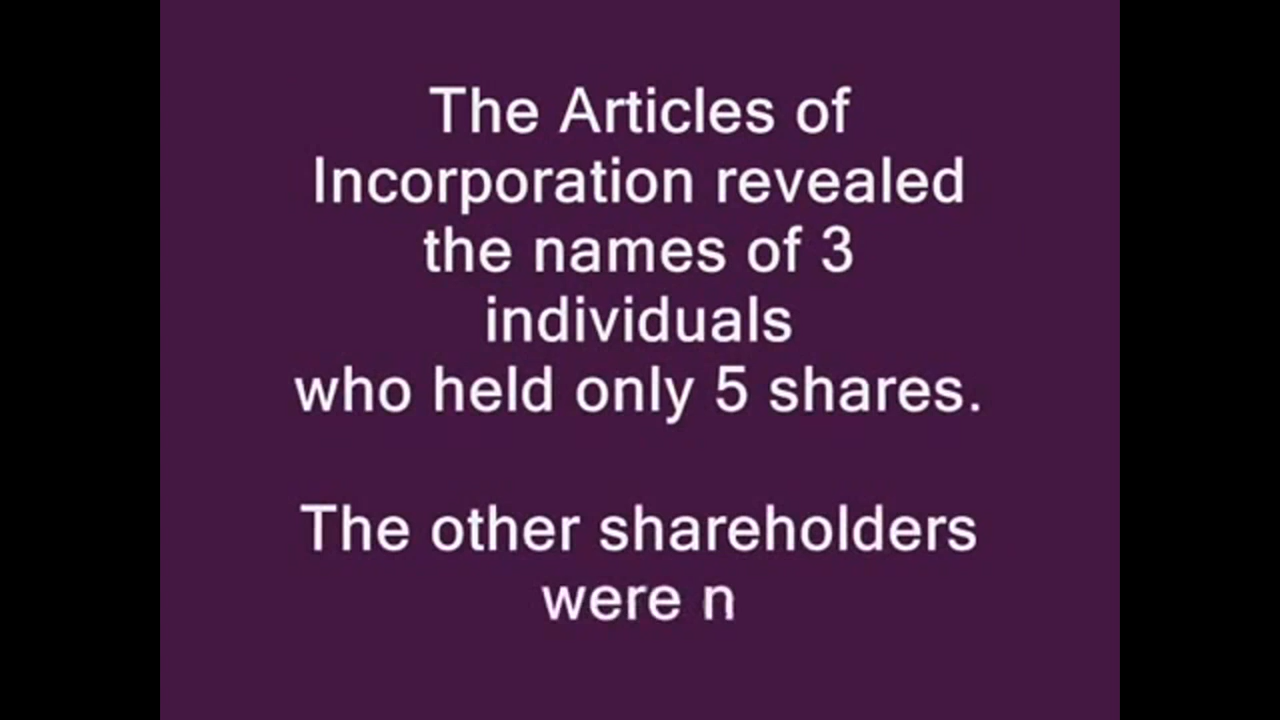 The Articles of
Incorporation revealed
the names of 3
individuals
who held only 5 shares.
The other shareholders
were n